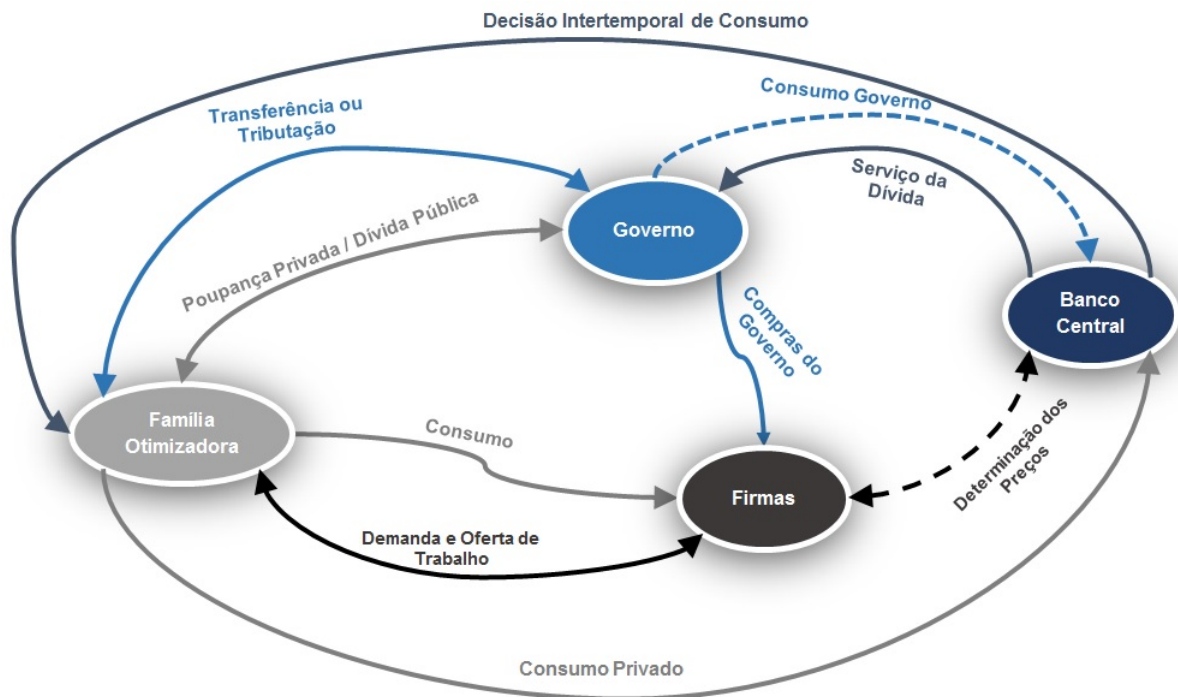 Decisão Intertemporal de Consumo
Transferência ou
Tributação
Consumo Governo
Serviço da
Dívida
Poupança Privada / Dívida Pública
Governo
Compras do
Governo
Banco
Central
Família
Otimizadora
Consumo
Firmas
Determinação dos
Preços
Demanda e Oferta de
Trabalho
Consumo Privado